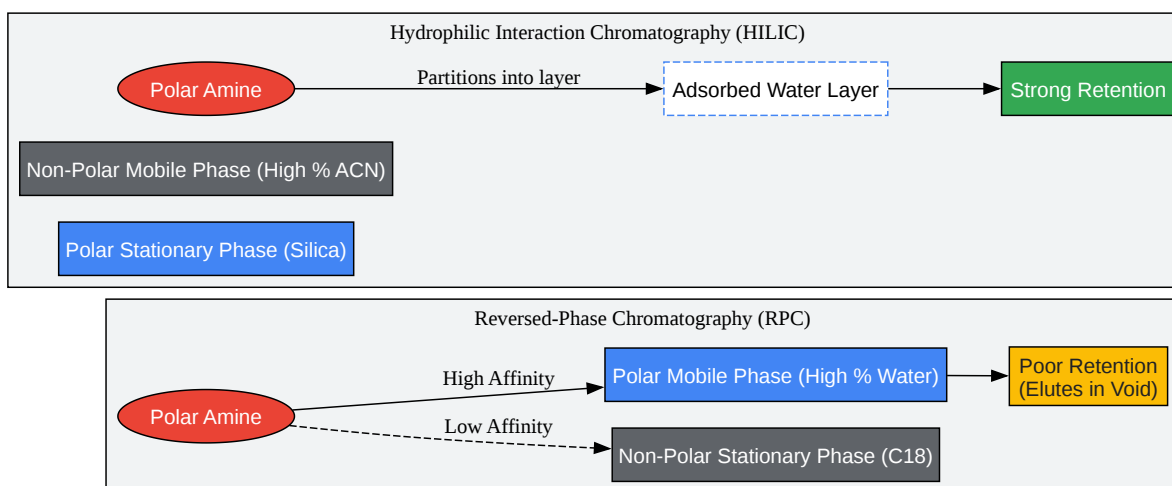 Hydrophilic Interaction Chromatography (HILIC)
Polar Amine
Partitions into layer
Adsorbed Water Layer
Strong Retention
Non-Polar Mobile Phase (High % ACN)
Polar Stationary Phase (Silica)
Reversed-Phase Chromatography (RPC)
Polar Amine
High Affinity
Polar Mobile Phase (High % Water)
Poor Retention
(Elutes in Void)
Low Affinity
Non-Polar Stationary Phase (C18)